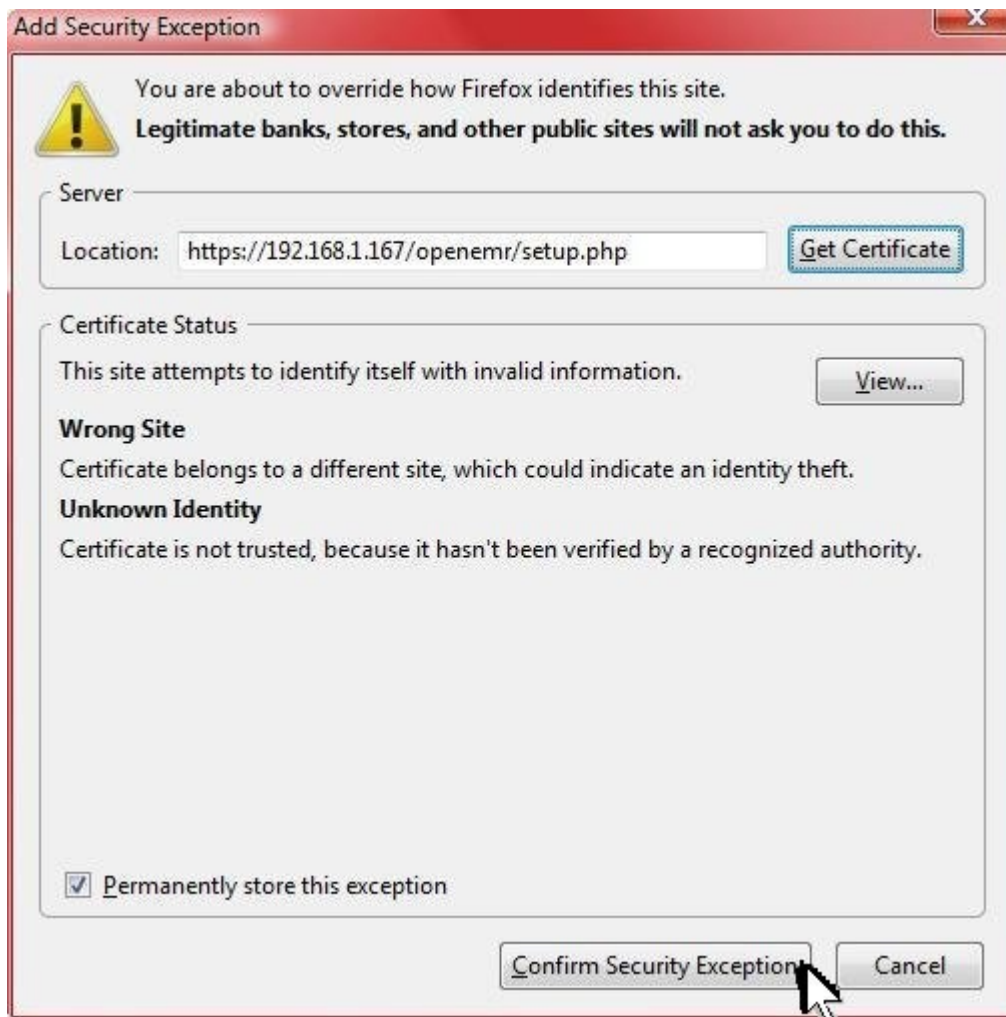 Add Security Exception
You are about to override how Firefox identifies this site.
Legitimate banks, stores, and other public sites will not ask you to do this.
Server
Location: https://192.168.1.167/openemr/setup.php Get Certificate
Certificate Status
This site attempts to identify itself with invalid information. View...
Wrong Site
Certificate belongs to a different site, which could indicate an identity theft.
Unknown Identity
Certificate is not trusted, because it hasn't been verified by a recognized authority.
Permanently store this exception
Confirm Security Exception Cancel